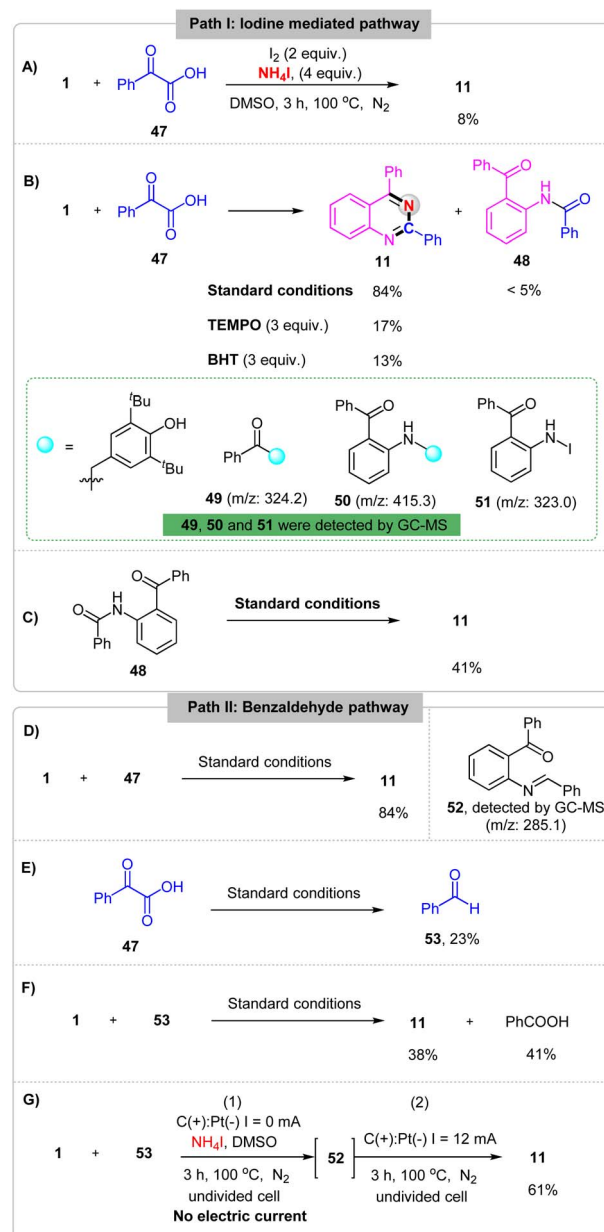 Path I: Iodine mediated pathway
A)
1 + Ph O OH O
47
I₂ (2 equiv.)
NH₄I, (4 equiv.)
DMSO, 3 h, 100 °C, N₂
11
8%
B)
1 + Ph O OH O
47
Ph N N C Ph
11
+
Ph O H N O Ph
48
Standard conditions 84% < 5%
TEMPO (3 equiv.) 17%
BHT (3 equiv.) 13%
= ᵗBu OH ᵗBu
O Ph
49 (m/z: 324.2)
Ph O H N
50 (m/z: 415.3)
Ph O H N I
51 (m/z: 323.0)
49, 50 and 51 were detected by GC-MS
C)
Ph O H N O Ph
48
Standard conditions
11
41%
Path II: Benzaldehyde pathway
D)
1 + 47
Standard conditions
11
84%
Ph O N Ph
52, detected by GC-MS
(m/z: 285.1)
E)
Ph O OH O
47
Standard conditions
O Ph H
53, 23%
F)
1 + 53
Standard conditions
11 + PhCOOH
38% 41%
G)
1 + 53
(1)
C(+):Pt(-) I = 0 mA
NH₄I, DMSO
3 h, 100 °C, N₂
undivided cell
No electric current
[ 52 ]
(2)
C(+):Pt(-) I = 12 mA
3 h, 100 °C, N₂
undivided cell
11
61%